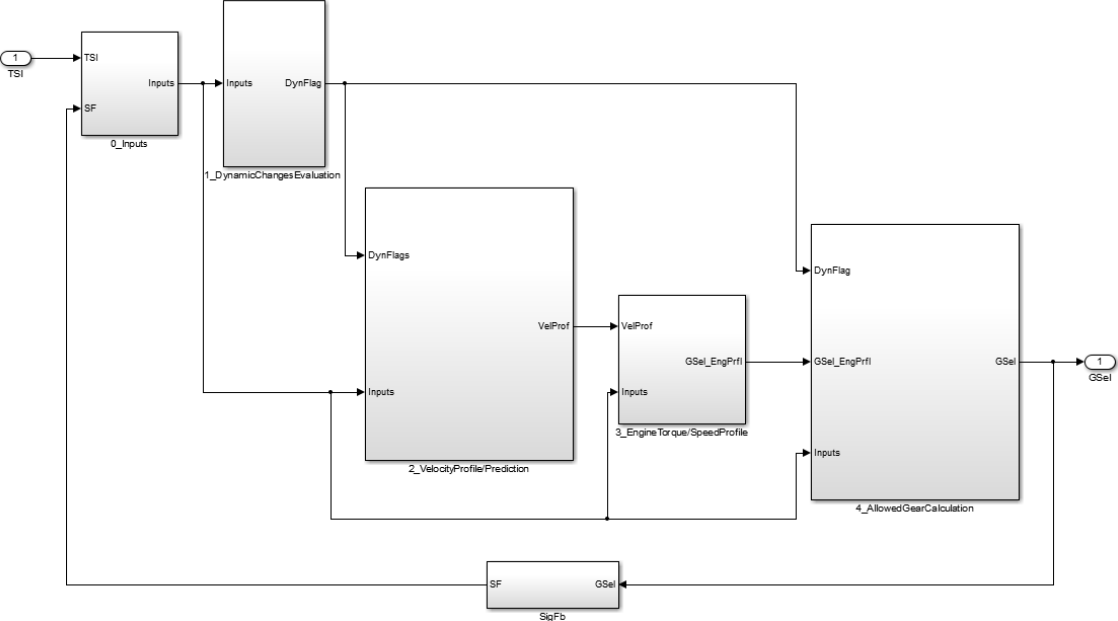 1
TSI
TSI
SF
Inputs
0_Inputs
Inputs
DynFlag
1_DynamicChangesEvaluation
DynFlags
Inputs
VelProf
2_VelocityProfile/Prediction
VelProf
Inputs
GSel_EngPrfl
3_EngineTorque/SpeedProfile
DynFlag
GSel_EngPrfl
Inputs
GSel
4_AllowedGearCalculation
1
GSel
SF
GSel
SigFb